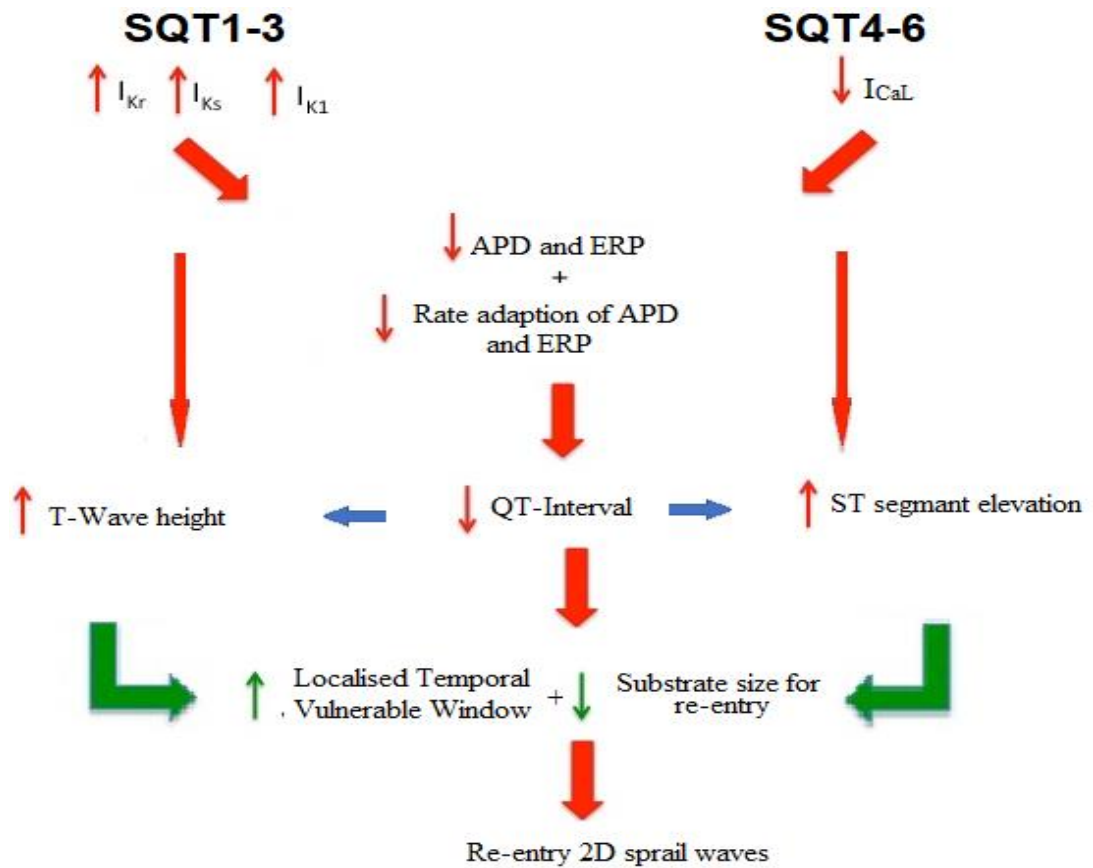 SQT1-3
SQT4-6
IKr IKs IK1
ICaL
APD and ERP
+
Rate adaption of APD
and ERP
T-Wave height
QT-Interval
ST segmant elevation
Localised Temporal
Vulnerable Window
+
Substrate size for
re-entry
Re-entry 2D sprail waves